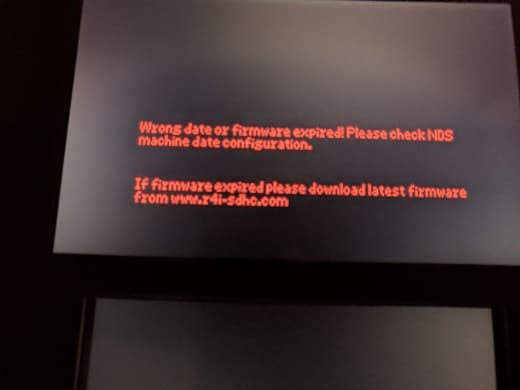 Wrong date or firmware expired! Please check NDS
machine date configuration.
If firmware expired please download latest firmware
from www.r4i-sdhc.com